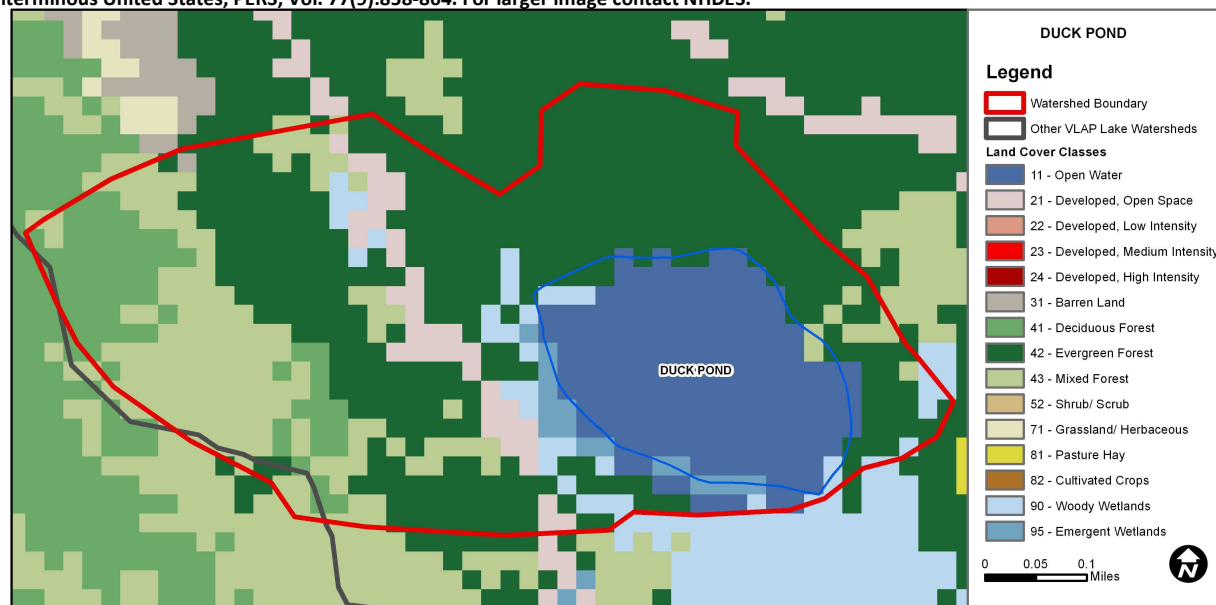 nterminous United States, PERS, Vol. 77(9):858-864. For larger image contact NHDES.
DUCK POND
Legend
Watershed Boundary
Other VLAP Lake Watersheds
Land Cover Classes
11 - Open Water
21 - Developed, Open Space
22 - Developed, Low Intensity
23 - Developed, Medium Intensity
24 - Developed, High Intensity
31 - Barren Land
41 - Deciduous Forest
42 - Evergreen Forest
43 - Mixed Forest
52 - Shrub/ Scrub
71 - Grassland/ Herbaceous
81 - Pasture Hay
82 - Cultivated Crops
90 - Woody Wetlands
95 - Emergent Wetlands
0 0.05 0.1
Miles
N
DUCK POND